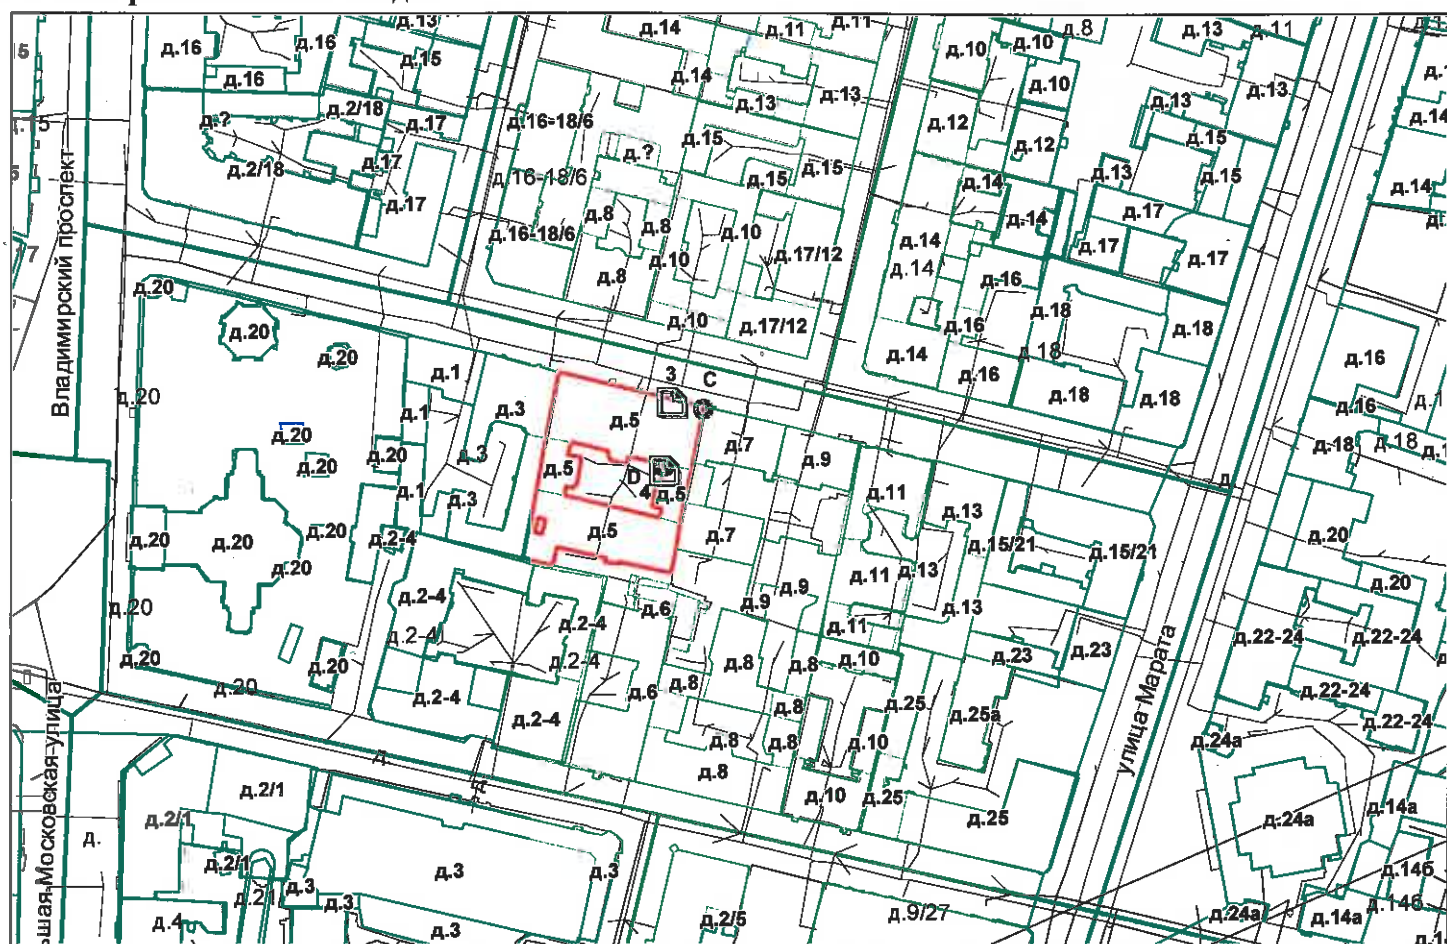 д.16
д.16
д.13
д.14
д.11
д.11
д.10
д.10
д.8
д.13
д.11
д.15
д.16
д.14
д.13
д.13
д.10
д.13
д.13
д.14
д.?
д.2/18
д.17
д.16-18/6
д.15
д.?
д.12
д.12
д.15
д.17
д.2/18
д.16-18/6
д.15
д.15
д.14
д.13
д.15
д.14
Владимирский проспект
д.17
д.8
д.8
д.10
д.14
д.17
д.16-18/6
д.10
д.17/12
д.14
д.14
д.17
д.17
д.20
д.8
д.16
д.20
д.10
д.17/12
д.16
д.18
д.18
д.20
д.14
д.18
д.16
д.1
д.16
3
С
д.18
д.18
д.20
д.1
д.3
д.5
д.16
д.20
д.20
д.3
д.7
д.9
д.18
д.18
д.20
д.1
д.5
D
4
д.5
д.11
д.3
д.13
д.20
д.20
д.20
д.2-4
д.5
д.7
д.15/21
д.15/21
д.20
д.20
д.11
д.13
д.20
д.2-4
д.9
д.9
д.6
д.13
д.20
д.2-4
д.2-4
д.11
д.22-24
д.22-24
д.20
д.20
д.2-4
д.8
д.8
д.10
д.23
д.23
д.20
д.2-4
д.6
д.8
д.22-24
д.2-4
д.8
д.25
д.25а
д.22-24
улица Марата
д.8
д.8
д.10
д.24а
Д
д.8
д.2/1
д.10
д.25
д.25
д.2/1
д.24а
д.14а
д.
д.2/1
д.3
д.3
д.14б
д.21
д.3
д.3
д.14б
д.4
д.3
д.2/5
д.9/27
д.24а
д.14а
шая-Московская-улица